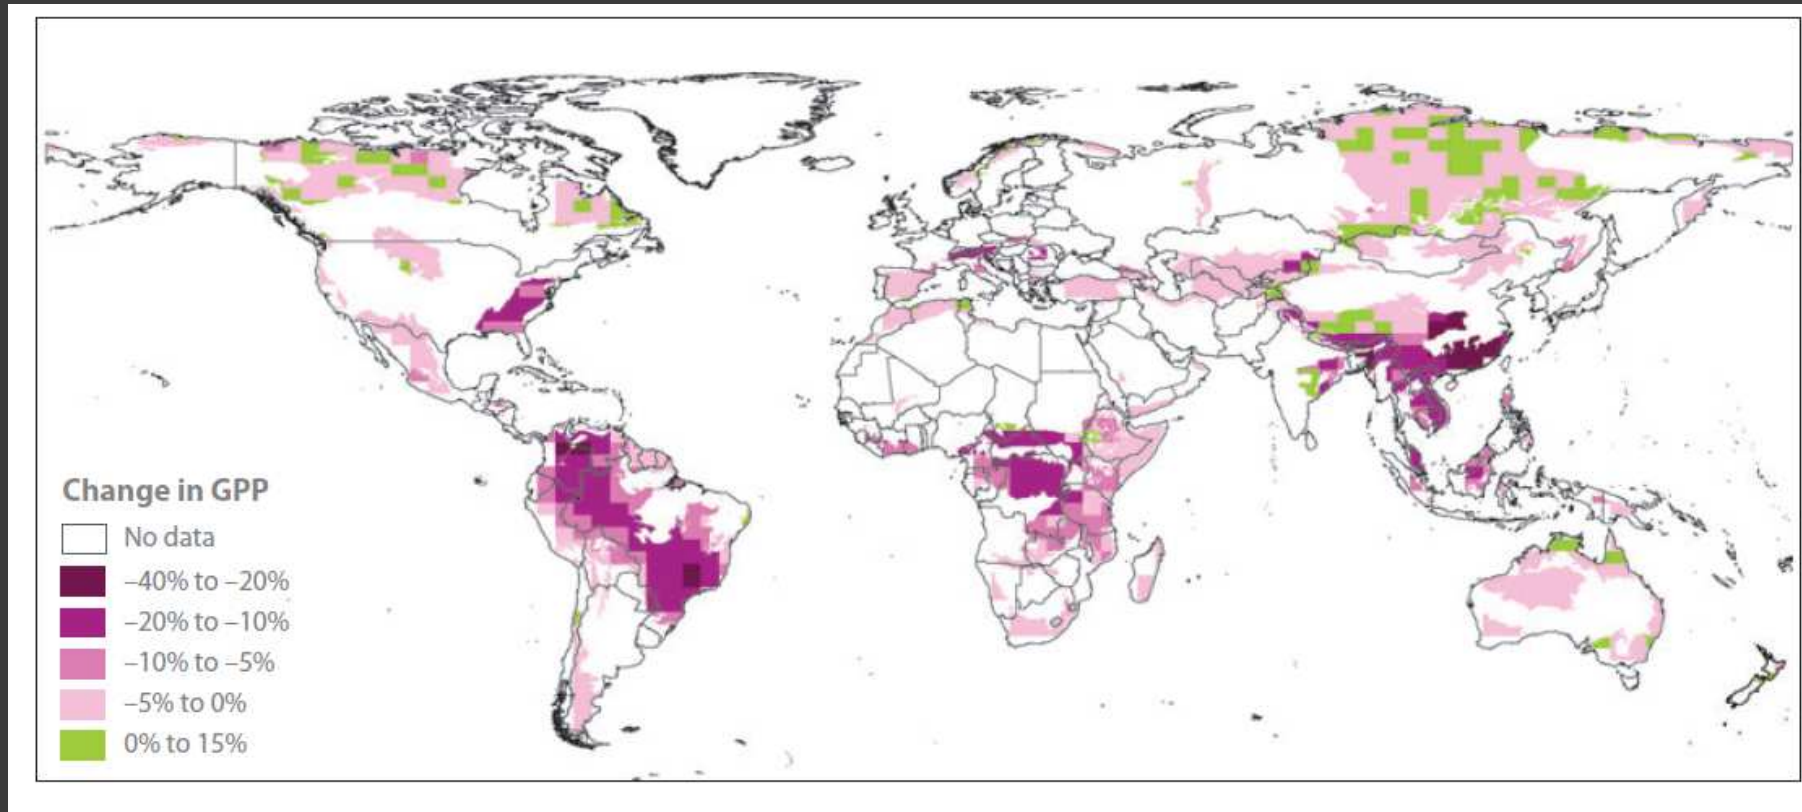 Change in GPP
No data
–40% to –20%
–20% to –10%
–10% to –5%
–5% to 0%
0% to 15%